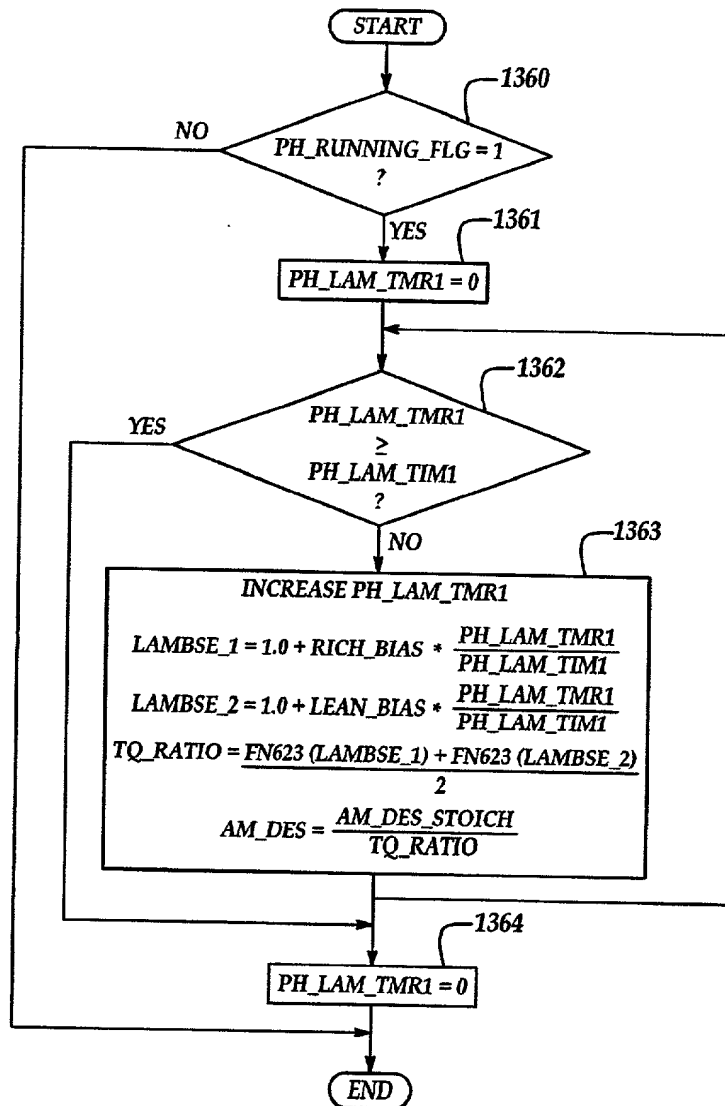 START
1360
NO
PH_RUNNING_FLG = 1
?
YES
1361
PH_LAM_TMR1 = 0
1362
YES
PH_LAM_TMR1
≥
PH_LAM_TIM1
?
NO
1363
INCREASE PH_LAM_TMR1
LAMBSE_1 = 1.0 + RICH_BIAS * PH_LAM_TMR1 / PH_LAM_TIM1
LAMBSE_2 = 1.0 + LEAN_BIAS * PH_LAM_TMR1 / PH_LAM_TIM1
TQ_RATIO = FN623 (LAMBSE_1) + FN623 (LAMBSE_2) / 2
AM_DES = AM_DES_STOICH / TQ_RATIO
1364
PH_LAM_TMR1 = 0
END